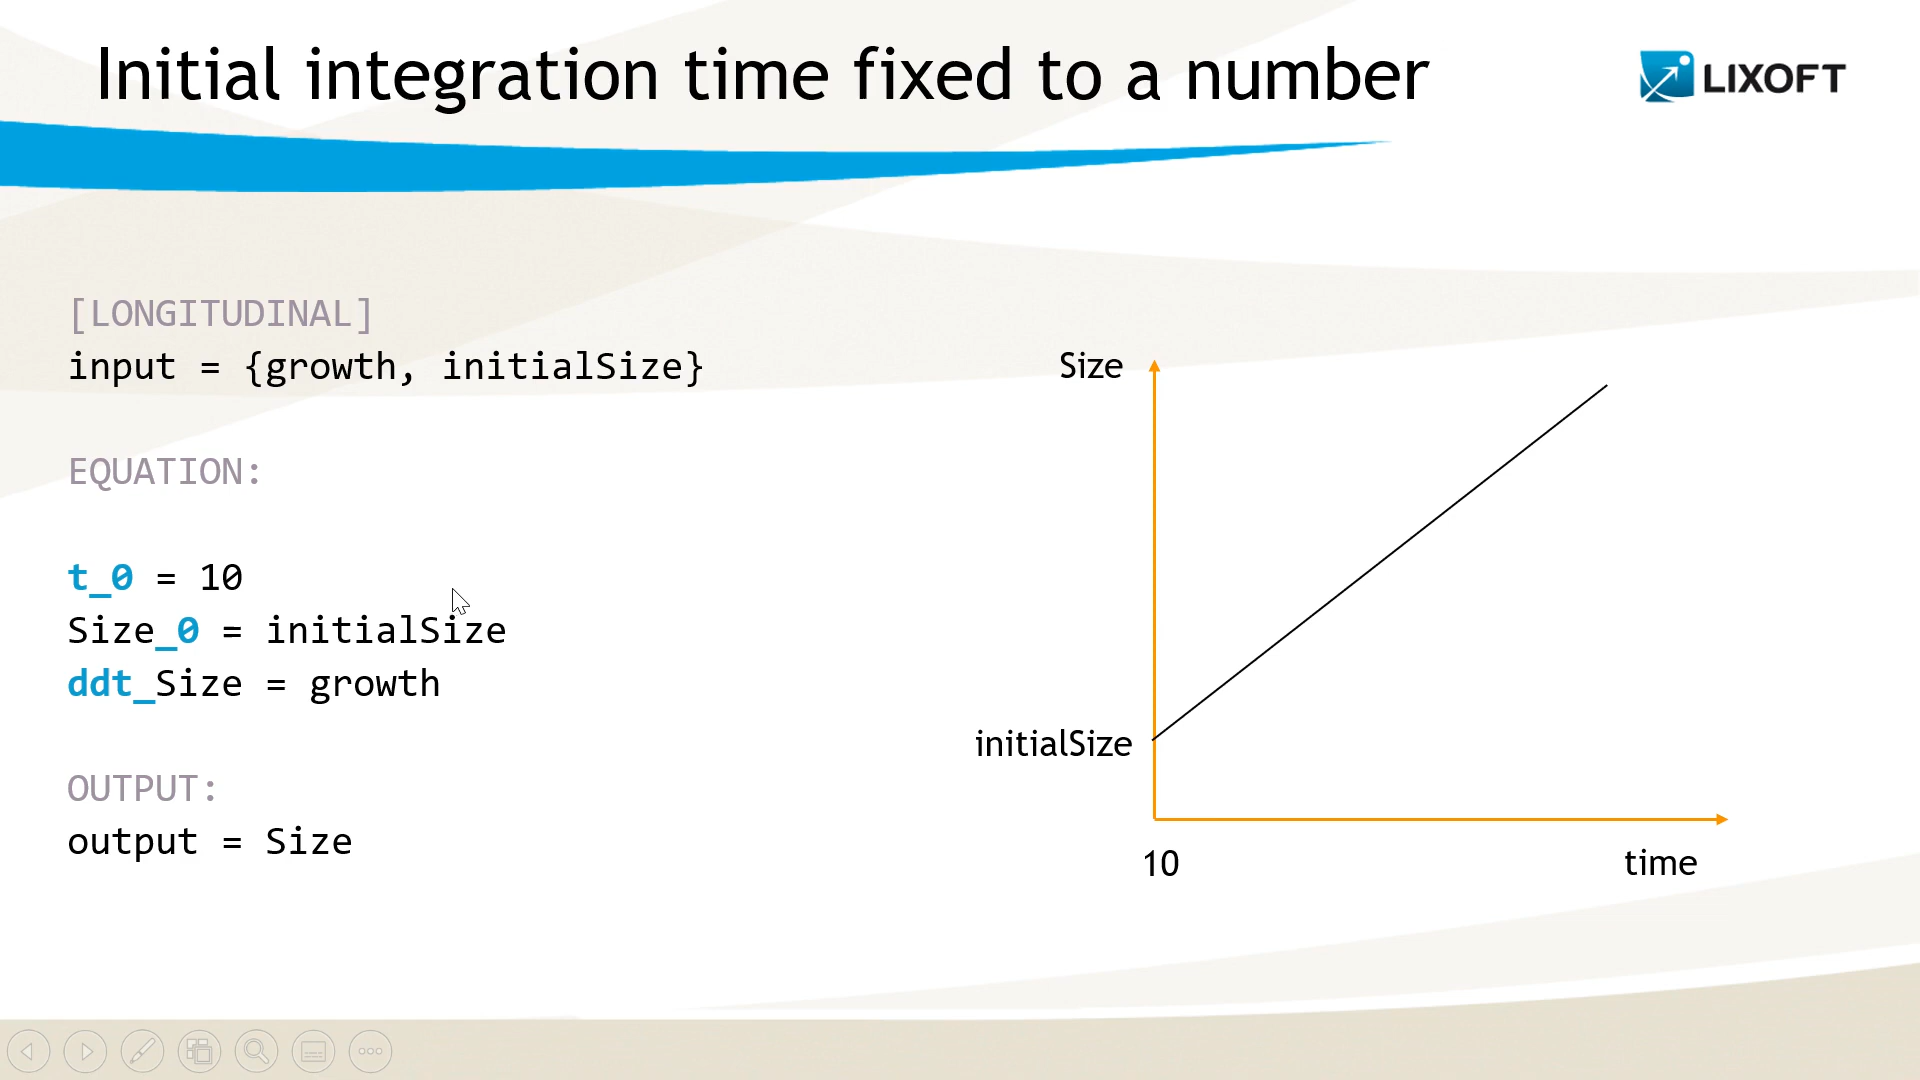 Initial integration time fixed to a number
LIXOFT
[LONGITUDINAL]
input = {growth, initialSize}
EQUATION:
t_0 = 10
Size_0 = initialSize
ddt_Size = growth
OUTPUT:
output = Size
Size
initialSize
10
time